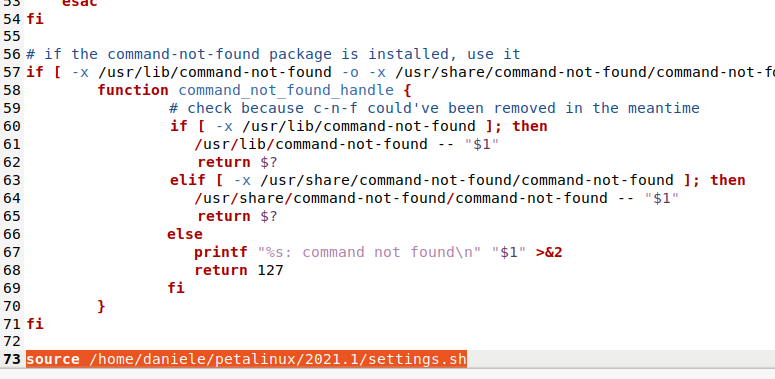 53 esac
54 fi
55
56 # if the command-not-found package is installed, use it
57 if [ -x /usr/lib/command-not-found -o -x /usr/share/command-not-found/command-not-fo
58 function command_not_found_handle {
59 # check because c-n-f could've been removed in the meantime
60 if [ -x /usr/lib/command-not-found ]; then
61 /usr/lib/command-not-found -- "$1"
62 return $?
63 elif [ -x /usr/share/command-not-found/command-not-found ]; then
64 /usr/share/command-not-found/command-not-found -- "$1"
65 return $?
66 else
67 printf "%s: command not found\n" "$1" >&2
68 return 127
69 fi
70 }
71 fi
72
73 source /home/daniele/petalinux/2021.1/settings.sh